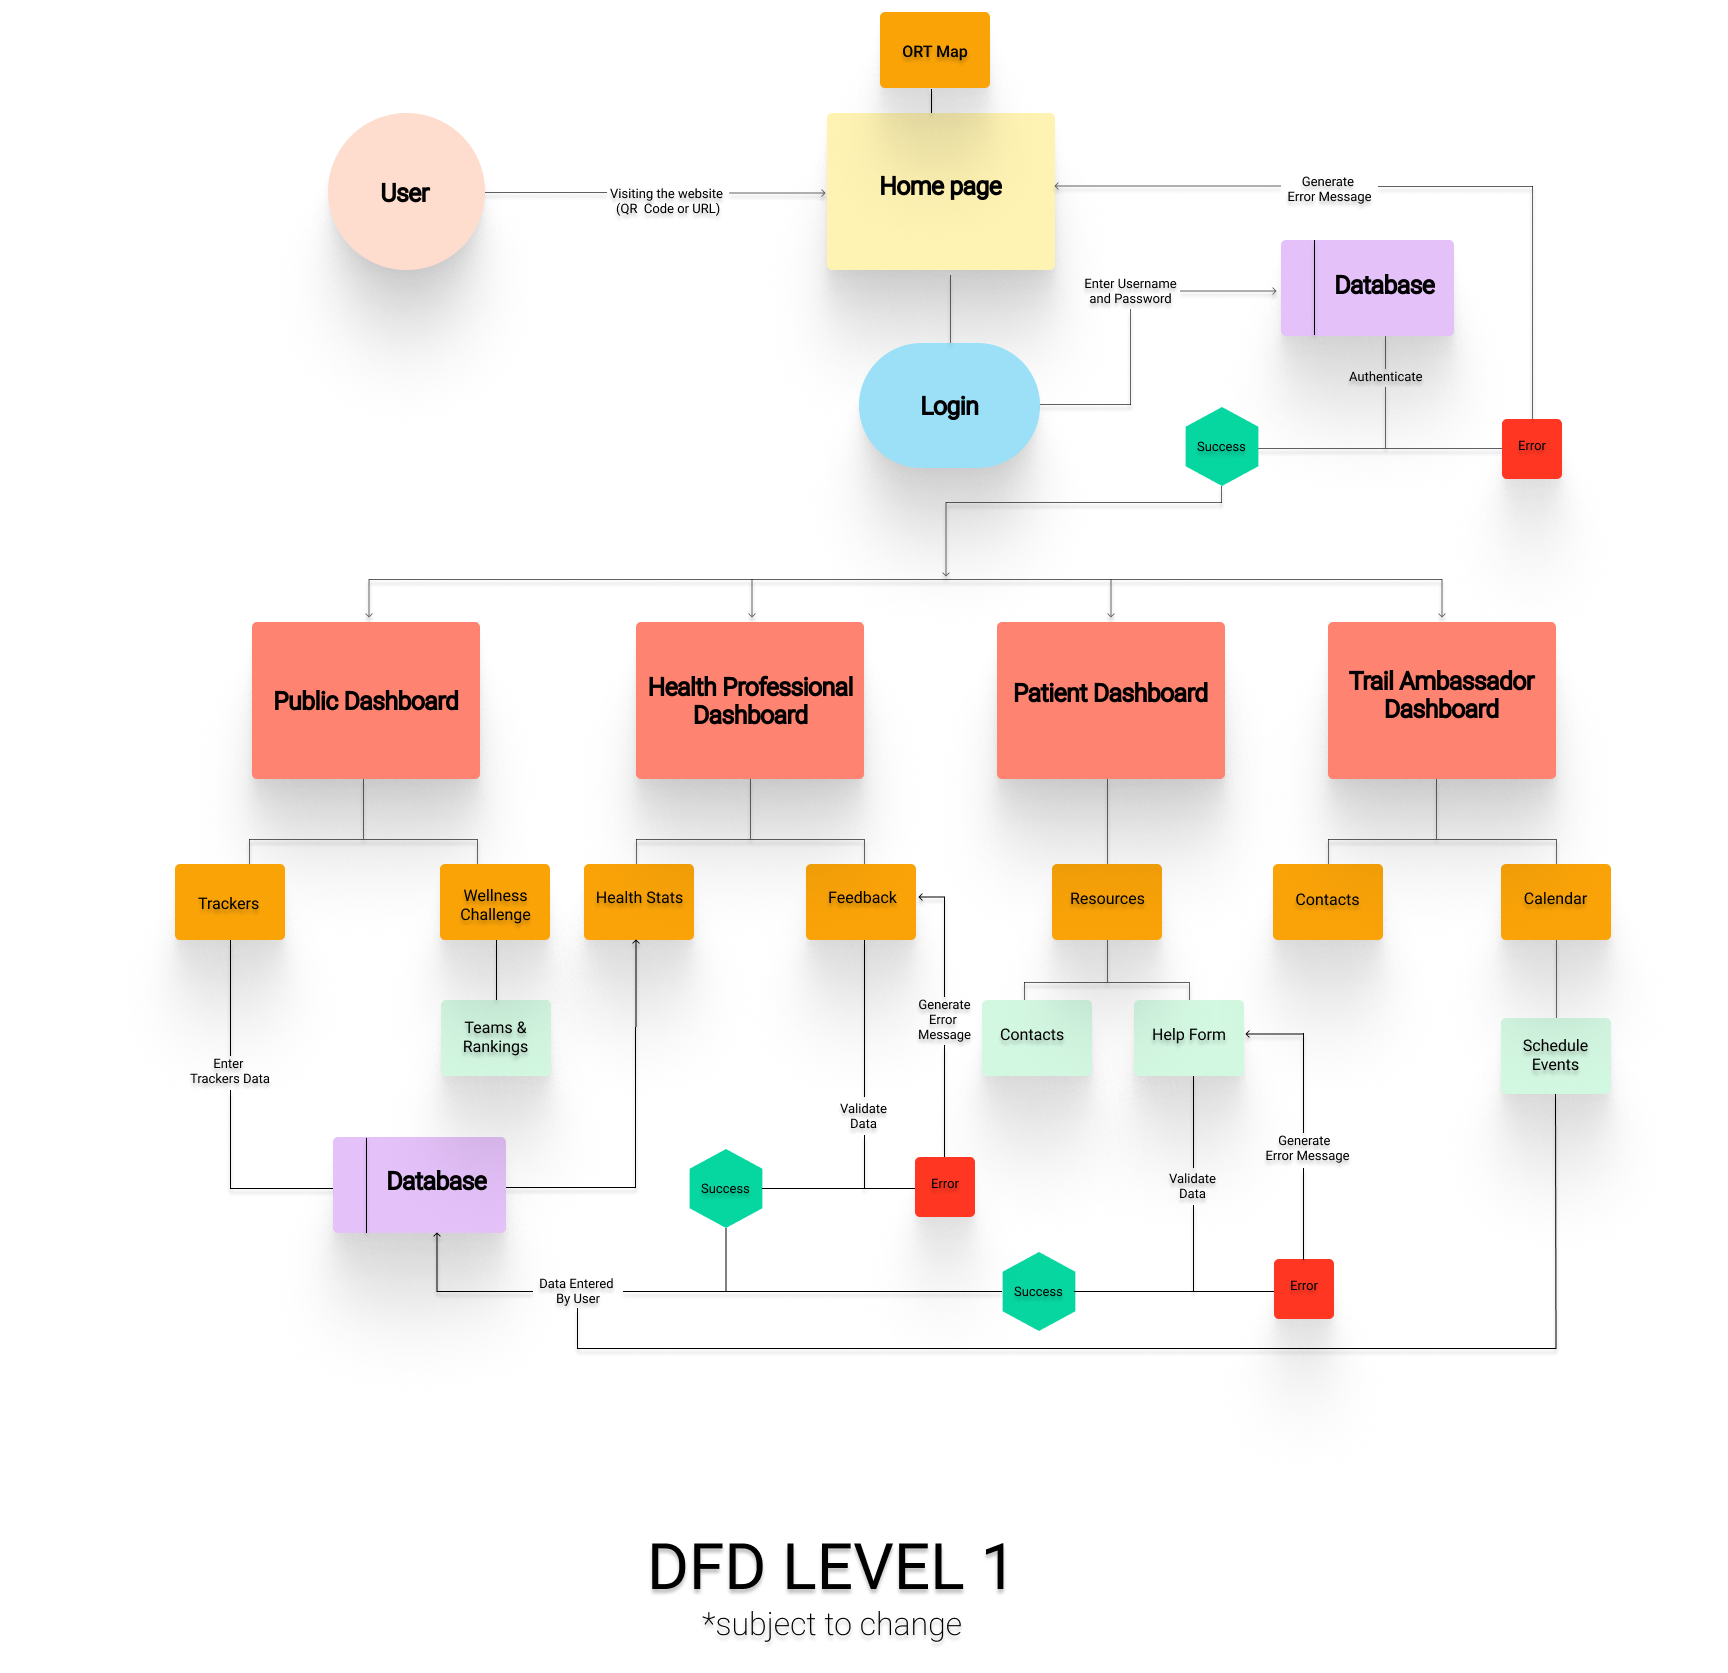 ORT Map
User
Visiting the website
(QR Code or URL)
Home page
Generate
Error Message
Enter Username
and Password
Database
Authenticate
Login
Success
Error
Public Dashboard
Health Professional
Dashboard
Patient Dashboard
Trail Ambassador
Dashboard
Trackers
Wellness
Challenge
Health Stats
Feedback
Resources
Contacts
Calendar
Teams &
Rankings
Generate
Error
Message
Contacts
Help Form
Schedule
Events
Enter
Trackers Data
Validate
Data
Generate
Error Message
Database
Success
Error
Validate
Data
Data Entered
By User
Success
Error
DFD LEVEL 1
*subject to change